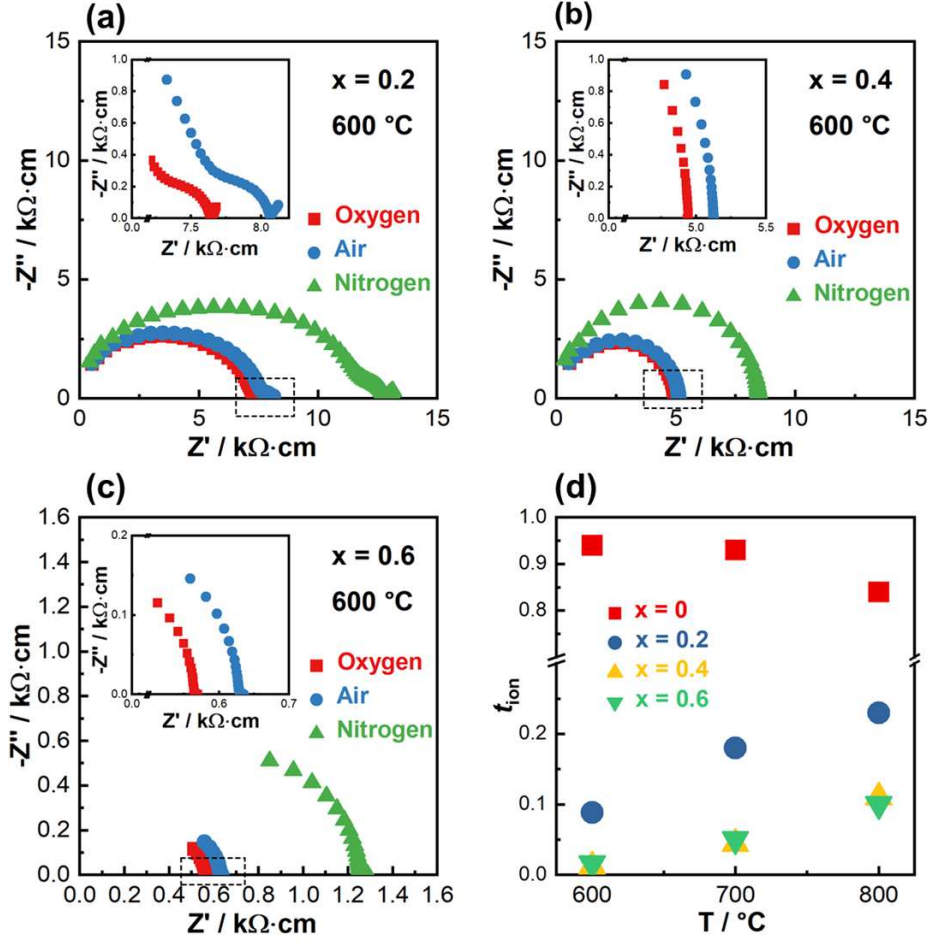 (a)
x = 0.2
600 °C
Oxygen
Air
Nitrogen
-Z'' / kΩ·cm
Z' / kΩ·cm
15
10
5
0
0 5 10 15
-Z'' / kΩ·cm
Z' / kΩ·cm
1.0
0.8
0.6
0.4
0.2
0.0
0.0 7.5 8.0
(b)
x = 0.4
600 °C
Oxygen
Air
Nitrogen
-Z'' / kΩ·cm
Z' / kΩ·cm
15
10
5
0
0 5 10 15
-Z'' / kΩ·cm
Z' / kΩ·cm
1.0
0.8
0.6
0.4
0.2
0.0
0.0 5.0 5.5
(c)
x = 0.6
600 °C
Oxygen
Air
Nitrogen
-Z'' / kΩ·cm
Z' / kΩ·cm
1.6
1.4
1.2
1.0
0.8
0.6
0.4
0.2
0.0
0.0 0.2 0.4 0.6 0.8 1.0 1.2 1.4 1.6
-Z'' / kΩ·cm
Z' / kΩ·cm
0.2
0.1
0.0
0.0 0.6 0.7
(d)
x = 0
x = 0.2
x = 0.4
x = 0.6
tion
T / °C
1.0
0.9
0.8
0.2
0.1
0.0
600 700 800